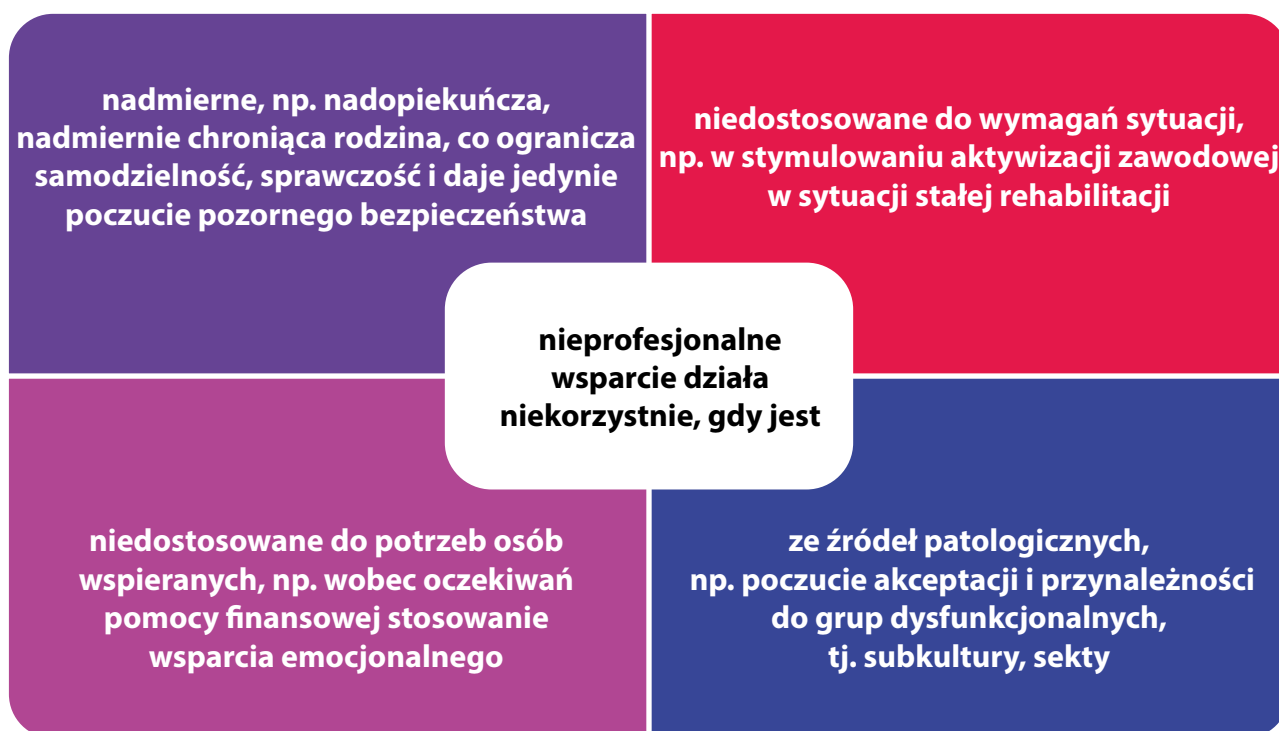 nadmierne, np. nadopiekuńcza,
nadmiernie chroniąca rodzina, co ogranicza
samodzielność, sprawczość i daje jedynie
poczucie pozornego bezpieczeństwa
niedostosowane do wymagań sytuacji,
np. w stymulowaniu aktywizacji zawodowej
w sytuacji stałej rehabilitacji
nieprofesjonalne
wsparcie działa
niekorzystnie, gdy jest
niedostosowane do potrzeb osób
wspieranych, np. wobec oczekiwań
pomocy finansowej stosowanie
wsparcia emocjonalnego
ze źródeł patologicznych,
np. poczucie akceptacji i przynależności
do grup dysfunkcjonalnych,
tj. subkultury, sekty